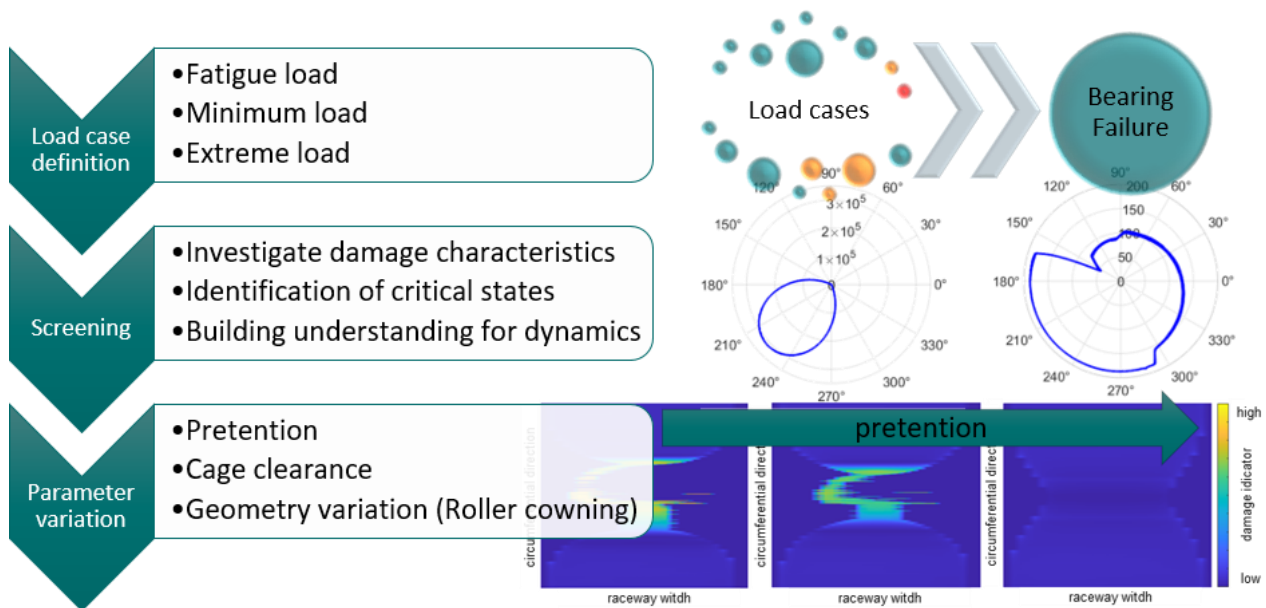 Load case
definition
•Fatigue load
•Minimum load
•Extreme load
Load cases
Bearing
Failure
Screening
•Investigate damage characteristics
•Identification of critical states
•Building understanding for dynamics
90°
120°
60°
150°
30°
180°
0°
210°
330°
240°
300°
270°
3×10⁵
2×10⁵
1×10⁵
0
90°
120°
60°
150°
30°
180°
0°
210°
330°
240°
300°
270°
200
150
100
50
0
Parameter
variation
•Pretention
•Cage clearance
•Geometry variation (Roller cowning)
pretention
circumferential direction
circumferential direction
circumferential direction
raceway witdh
raceway witdh
raceway witdh
high
damage idicator
low